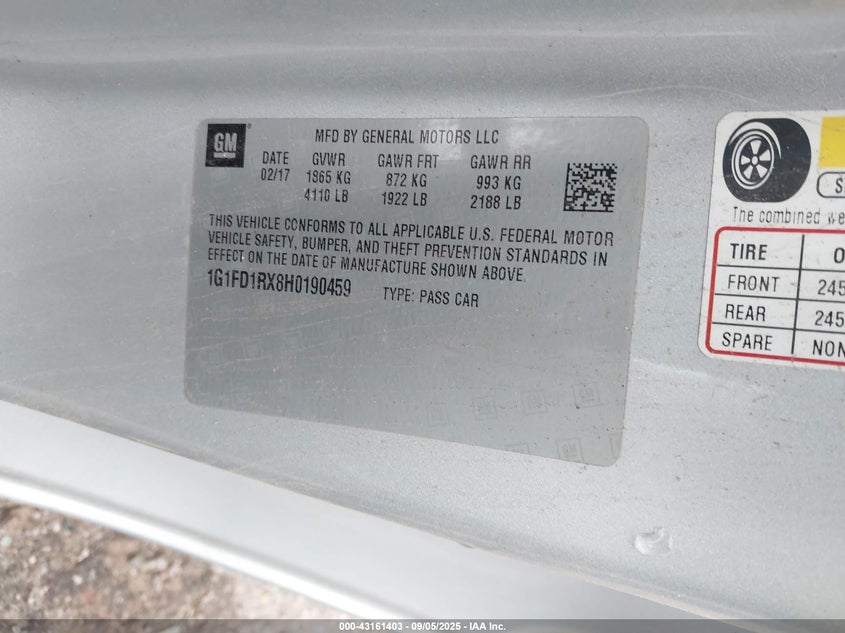 GM
MFD BY GENERAL MOTORS LLC
DATE GVWR GAWR FRT GAWR RR
02/17 1865 KG 872 KG 993 KG
4110 LB 1922 LB 2188 LB
THIS VEHICLE CONFORMS TO ALL APPLICABLE U.S. FEDERAL MOTOR
VEHICLE SAFETY, BUMPER, AND THEFT PREVENTION STANDARDS IN
EFFECT ON THE DATE OF MANUFACTURE SHOWN ABOVE.
1G1FD1RX8H0190459 TYPE: PASS CAR
The combined we
TIRE O
FRONT 245
REAR 245
SPARE NON
000-43161403 - 09/05/2025 - IAA Inc.